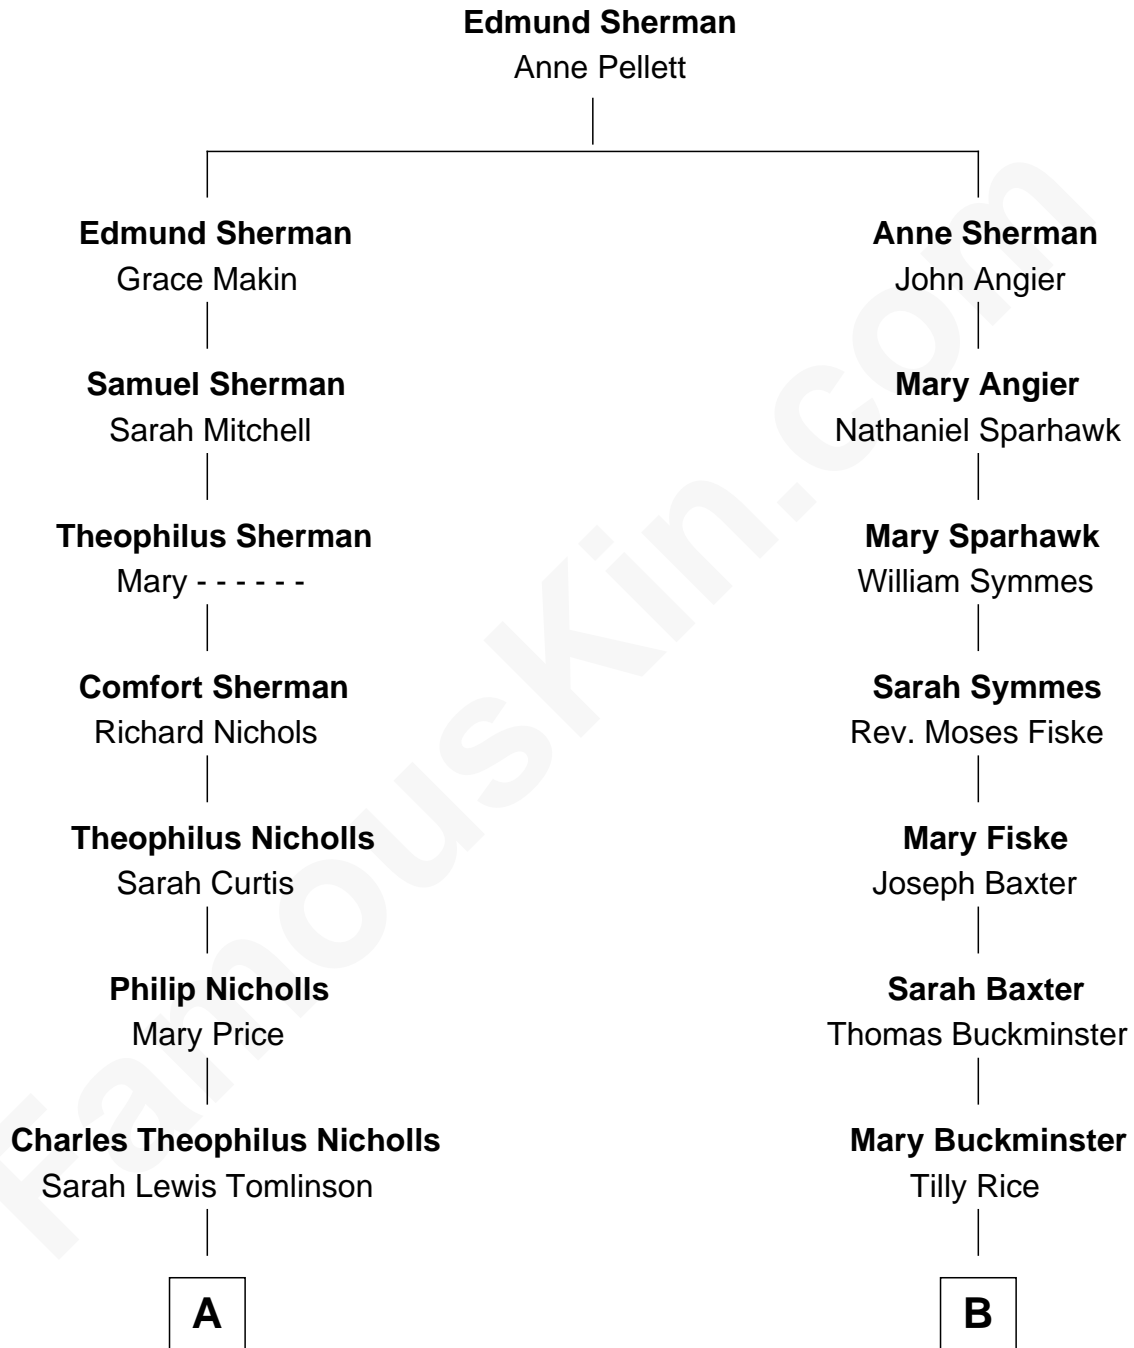 Edmund Sherman
Anne Pellett
Edmund Sherman
Grace Makin
Anne Sherman
John Angier
Samuel Sherman
Sarah Mitchell
Mary Angier
Nathaniel Sparhawk
Theophilus Sherman
Mary - - - - - -
Mary Sparhawk
William Symmes
Comfort Sherman
Richard Nichols
Sarah Symmes
Rev. Moses Fiske
Theophilus Nicholls
Sarah Curtis
Mary Fiske
Joseph Baxter
Philip Nicholls
Mary Price
Sarah Baxter
Thomas Buckminster
Charles Theophilus Nicholls
Sarah Lewis Tomlinson
Mary Buckminster
Tilly Rice
A
B
FamousKin.com